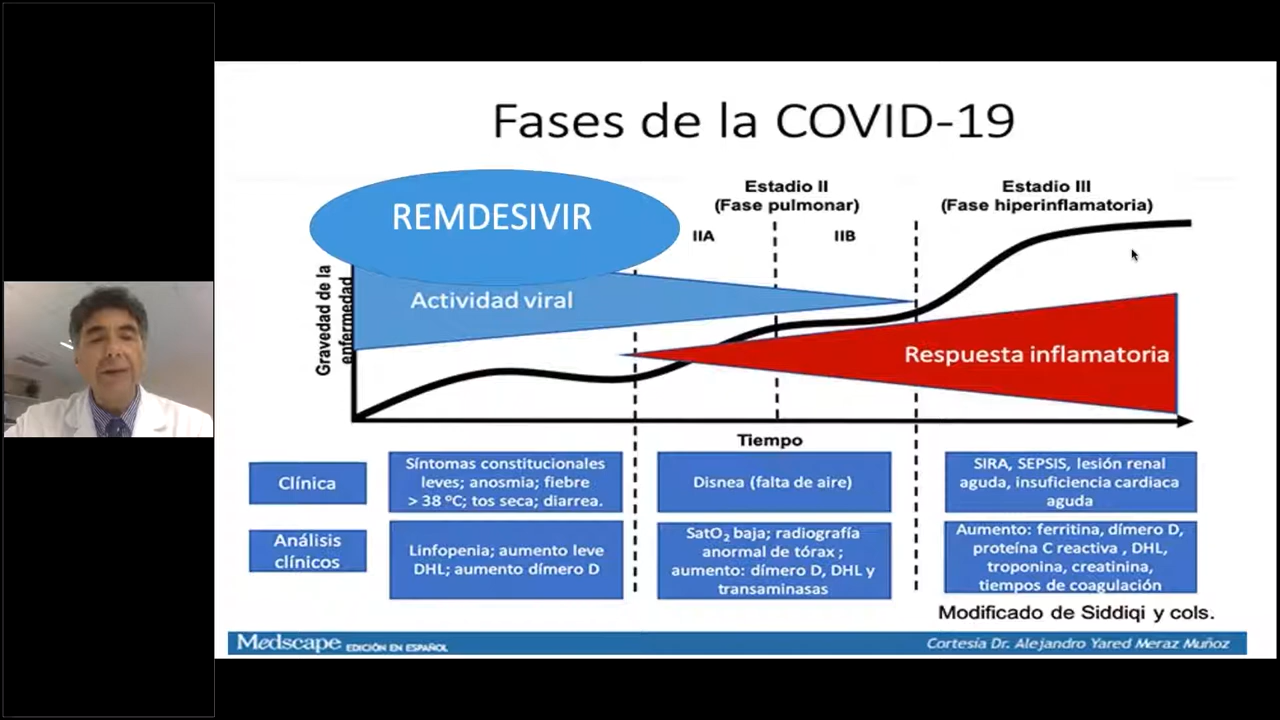 Fases de la COVID-19
REMDESIVIR
Estadio II
(Fase pulmonar)
IIA
IIB
Estadio III
(Fase hiperinflamatoria)
Gravedad de la
enfermedad
Actividad viral
Respuesta inflamatoria
Tiempo
Clínica
Síntomas constitucionales
leves; anosmia; fiebre
> 38 ºC; tos seca; diarrea.
Disnea (falta de aire)
SIRA, SEPSIS, lesión renal
aguda, insuficiencia cardiaca
aguda
Análisis
clínicos
Linfopenia; aumento leve
DHL; aumento dímero D
SatO₂ baja; radiografía
anormal de tórax ;
aumento: dímero D, DHL y
transaminasas
Aumento: ferritina, dímero D,
proteína C reactiva , DHL,
troponina, creatinina,
tiempos de coagulación
Modificado de Siddiqi y cols.
Medscape EDICIÓN EN ESPAÑOL
Cortesía Dr. Alejandro Yared Meraz Muñoz